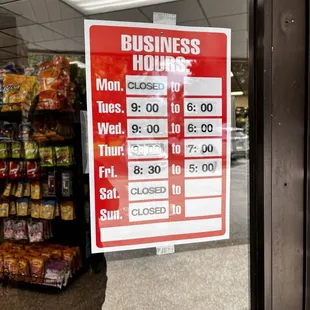 BUSINESS
HOURS
Mon. CLOSED to
Tues. 9: 00 to 6: 00
Wed. 9: 00 to 6: 00
Thur. to 7: 00
Fri. 8: 30 to 5: 00
Sat. CLOSED to
Sun. CLOSED to